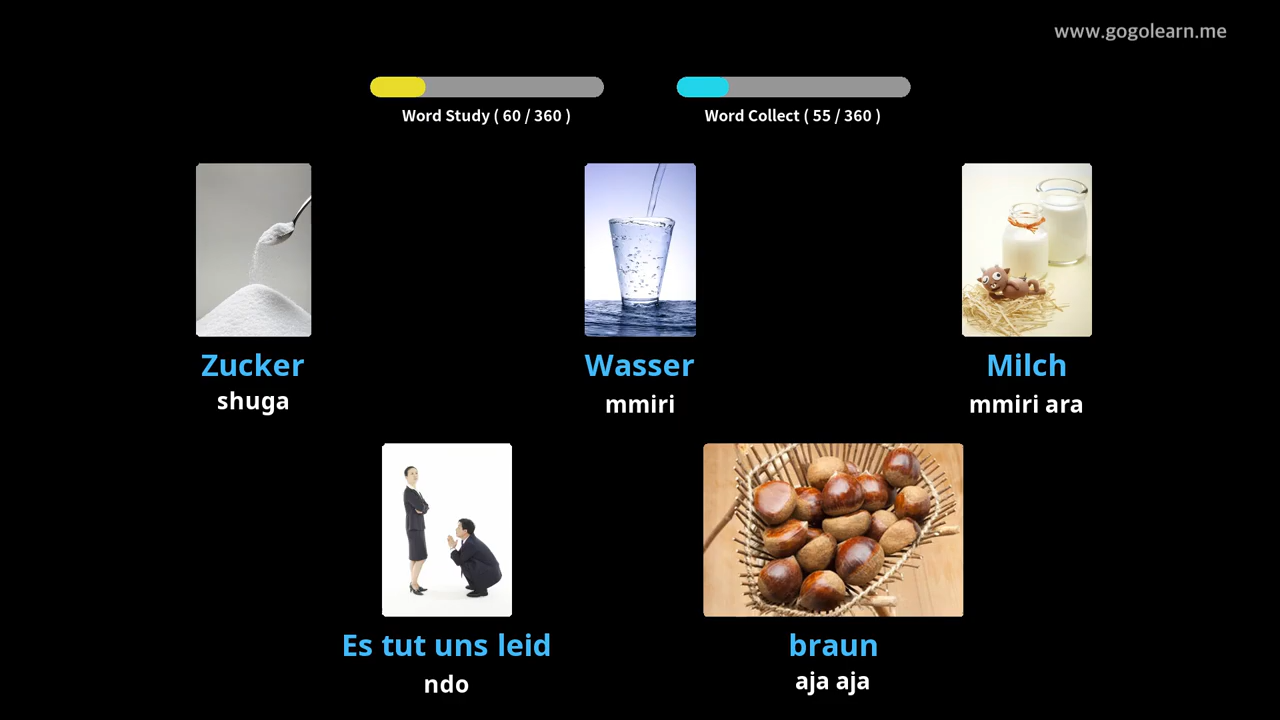 www.gogolearn.me
Word Study ( 60 / 360 )
Word Collect ( 55 / 360 )
Zucker
shuga
Wasser
mmiri
Milch
mmiri ara
Es tut uns leid
ndo
braun
aja aja